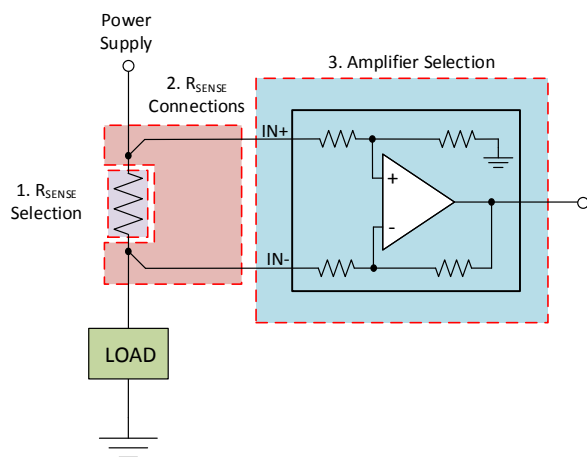 Power
Supply
3. Amplifier Selection
2. RSENSE
Connections
IN+
1. RSENSE
Selection
+
-
IN-
LOAD